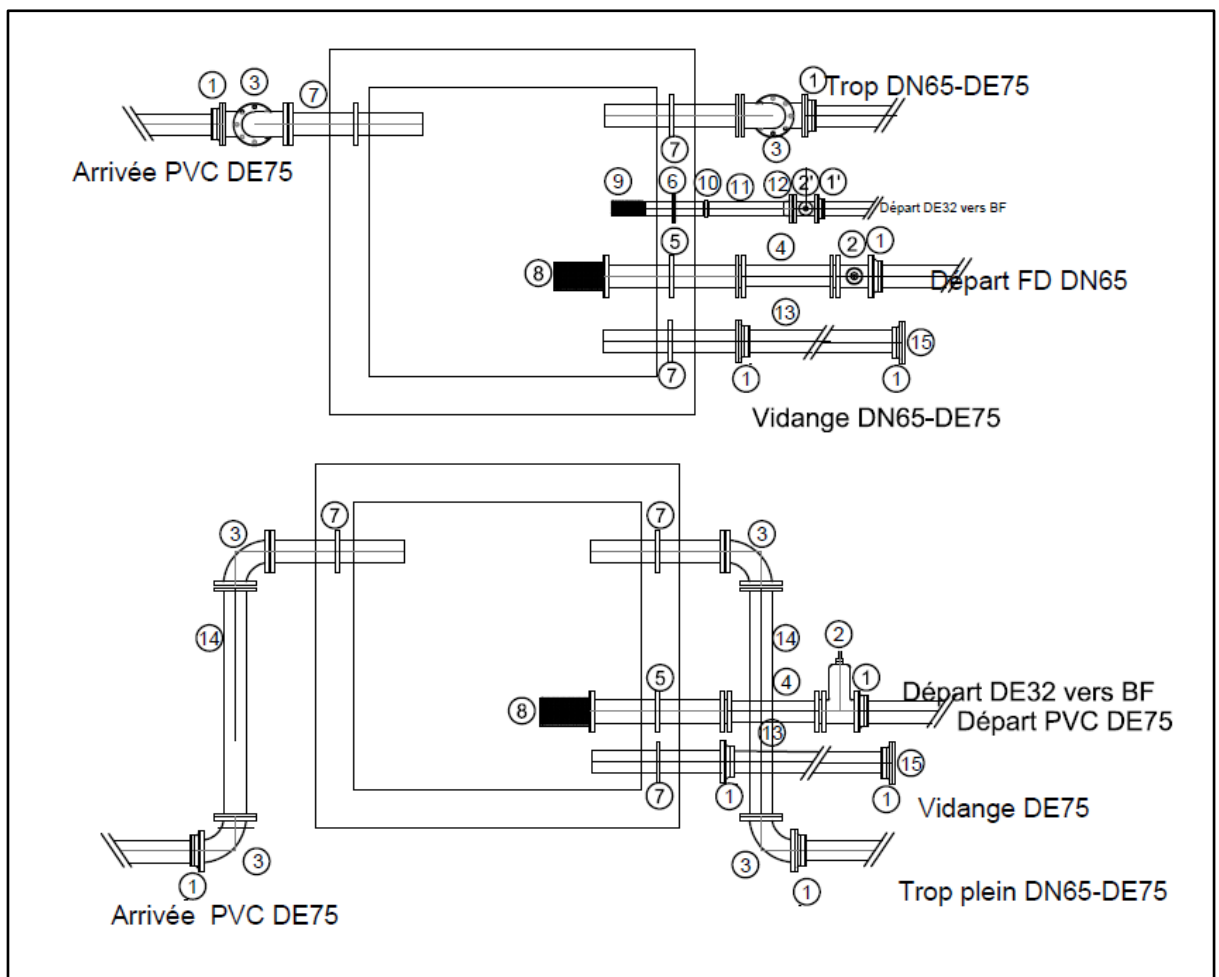 1 3 7 1
Trop DN65-DE75
Arrivée PVC DE75
7 3
9 6 10 11 12 2' 1'
Départ DE32 vers BF
5 4 2 1
8
Départ FD DN65
13
15
7 1 1
Vidange DN65-DE75
3 7 7 3
14 14 2
5 4 1
Départ DE32 vers BF
8
Départ PVC DE75
13
15
7 1 1
Vidange DE75
3 3
1 1
Trop plein DN65-DE75
Arrivée PVC DE75